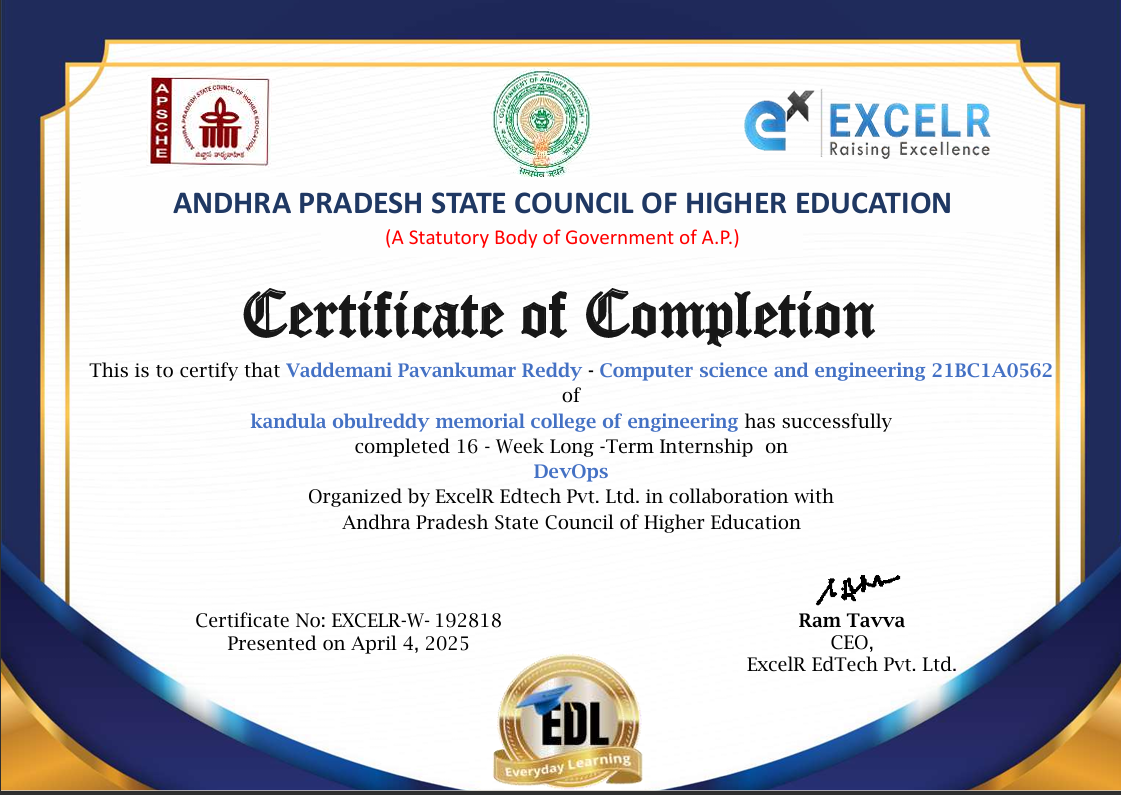 APSCHE
ANDHRA PRADESH STATE COUNCIL OF HIGHER EDUCATION
GOVERNMENT OF ANDHRA PRADESH
सत्यमेव जयते
ex
EXCELR
Raising Excellence
ANDHRA PRADESH STATE COUNCIL OF HIGHER EDUCATION
(A Statutory Body of Government of A.P.)
Certificate of Completion
This is to certify that Vaddemani Pavankumar Reddy - Computer science and engineering 21BC1A0562
of
kandula obulreddy memorial college of engineering has successfully
completed 16 - Week Long -Term Internship on
DevOps
Organized by ExcelR Edtech Pvt. Ltd. in collaboration with
Andhra Pradesh State Council of Higher Education
Certificate No: EXCELR-W- 192818
Presented on April 4, 2025
Ram Tavva
CEO,
ExcelR EdTech Pvt. Ltd.
EDL
Everyday Learning